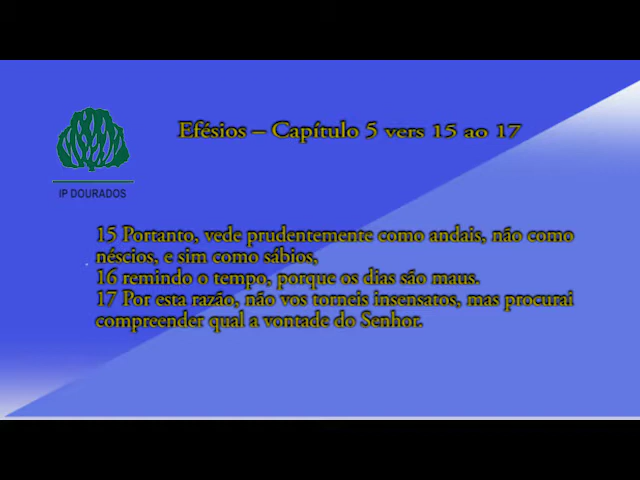 Efésios – Capítulo 5 vers 15 ao 17
IP DOURADOS
15 Portanto, vede prudentemente como andais, não como
néscios, e sim como sábios,
16 remindo o tempo, porque os dias são maus.
17 Por esta razão, não vos torneis insensatos, mas procurai
compreender qual a vontade do Senhor.